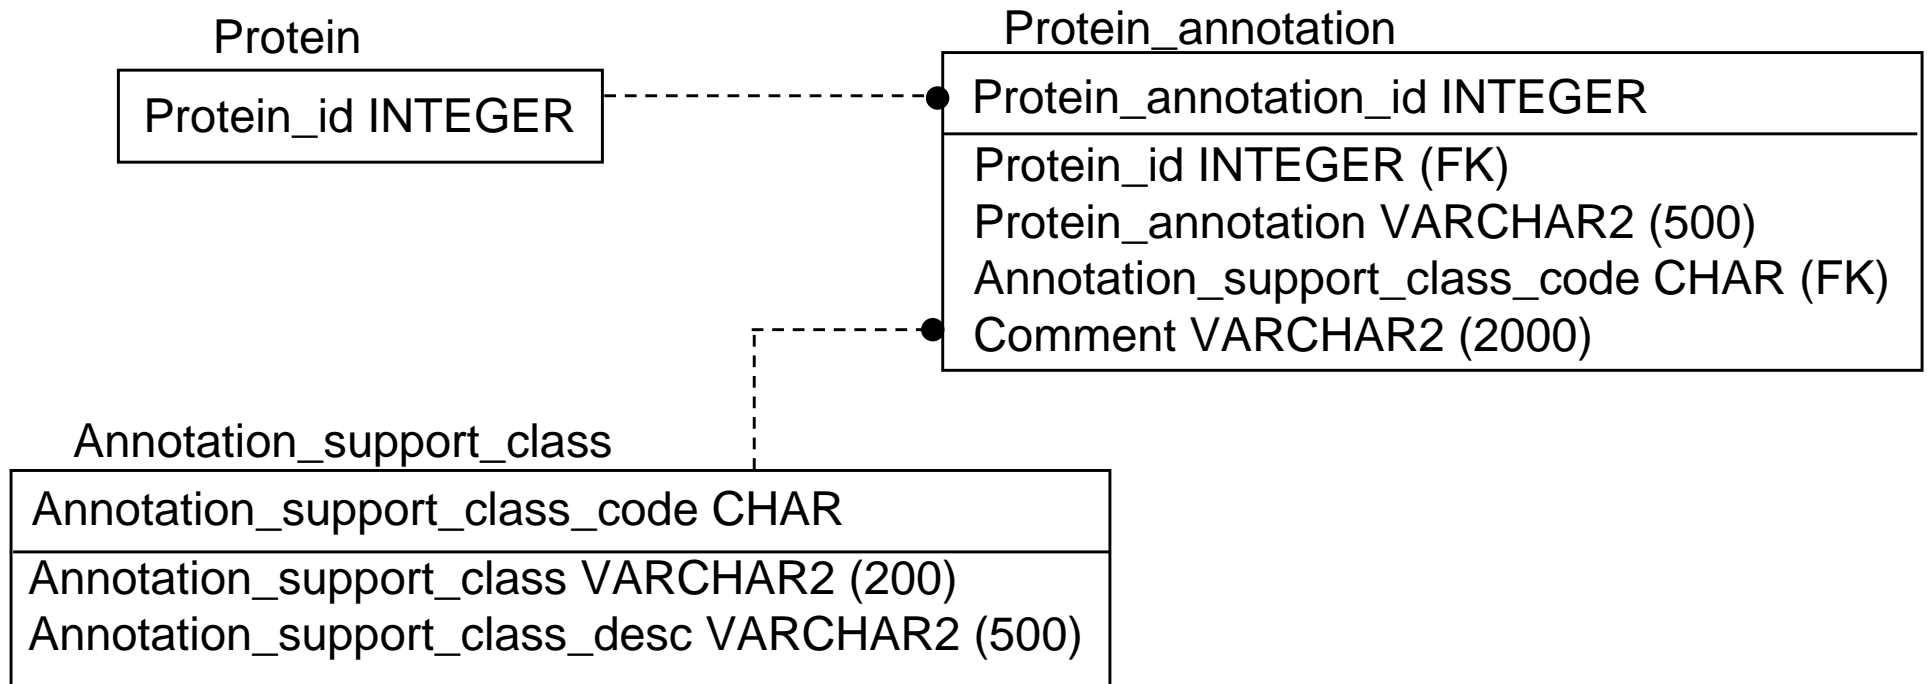 Protein
Protein_id INTEGER
Protein_annotation
Protein_annotation_id INTEGER
Protein_id INTEGER (FK)
Protein_annotation VARCHAR2 (500)
Annotation_support_class_code CHAR (FK)
Comment VARCHAR2 (2000)
Annotation_support_class
Annotation_support_class_code CHAR
Annotation_support_class VARCHAR2 (200)
Annotation_support_class_desc VARCHAR2 (500)